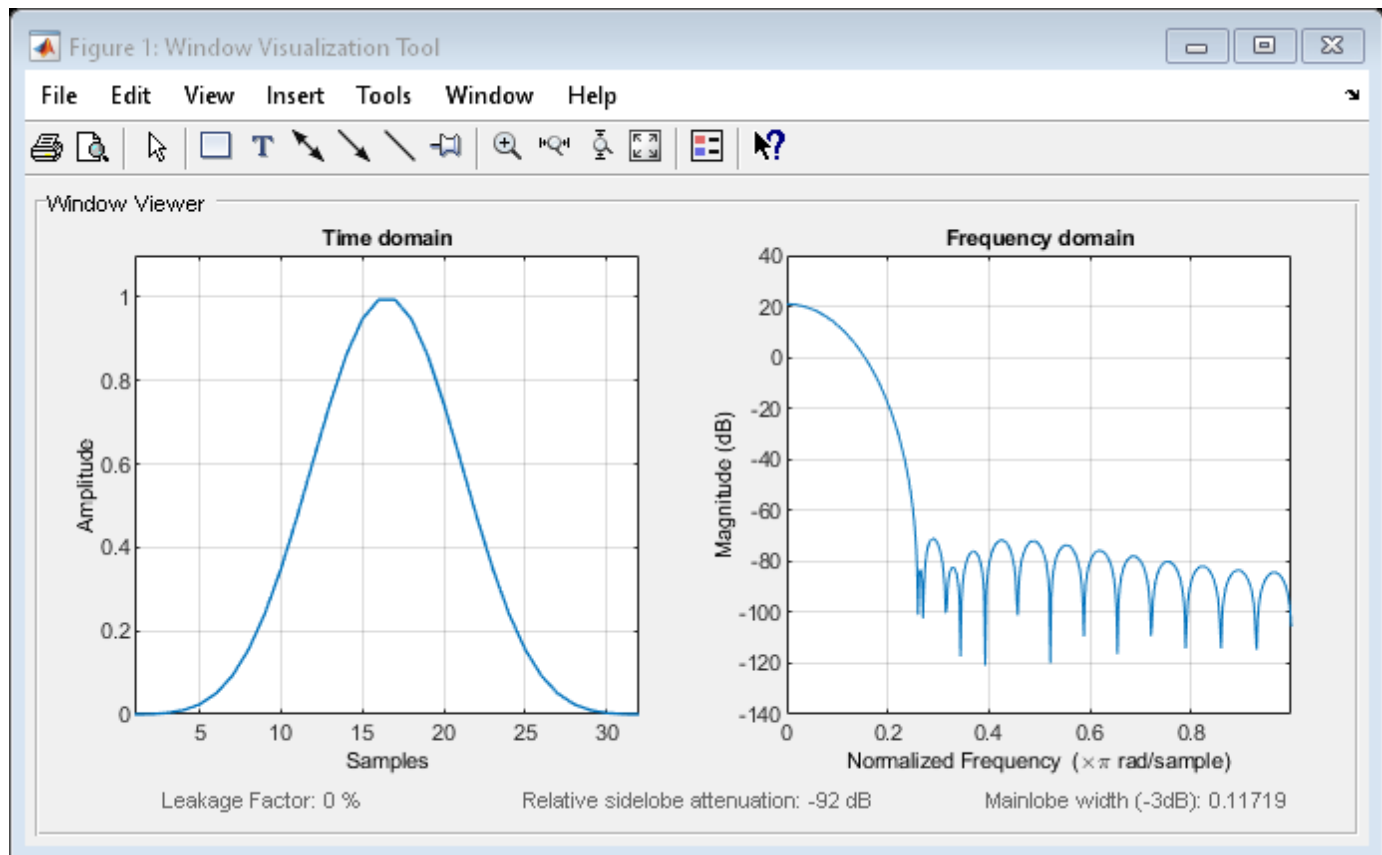 Figure 1: Window Visualization Tool
File Edit View Insert Tools Window Help
T
?
Window Viewer
Time domain
1
0.8
0.6
0.4
0.2
0
Amplitude
5 10 15 20 25 30
Samples
Frequency domain
40
20
0
-20
-40
-60
-80
-100
-120
-140
Magnitude (dB)
0 0.2 0.4 0.6 0.8
Normalized Frequency (×π rad/sample)
Leakage Factor: 0 % Relative sidelobe attenuation: -92 dB Mainlobe width (-3dB): 0.11719